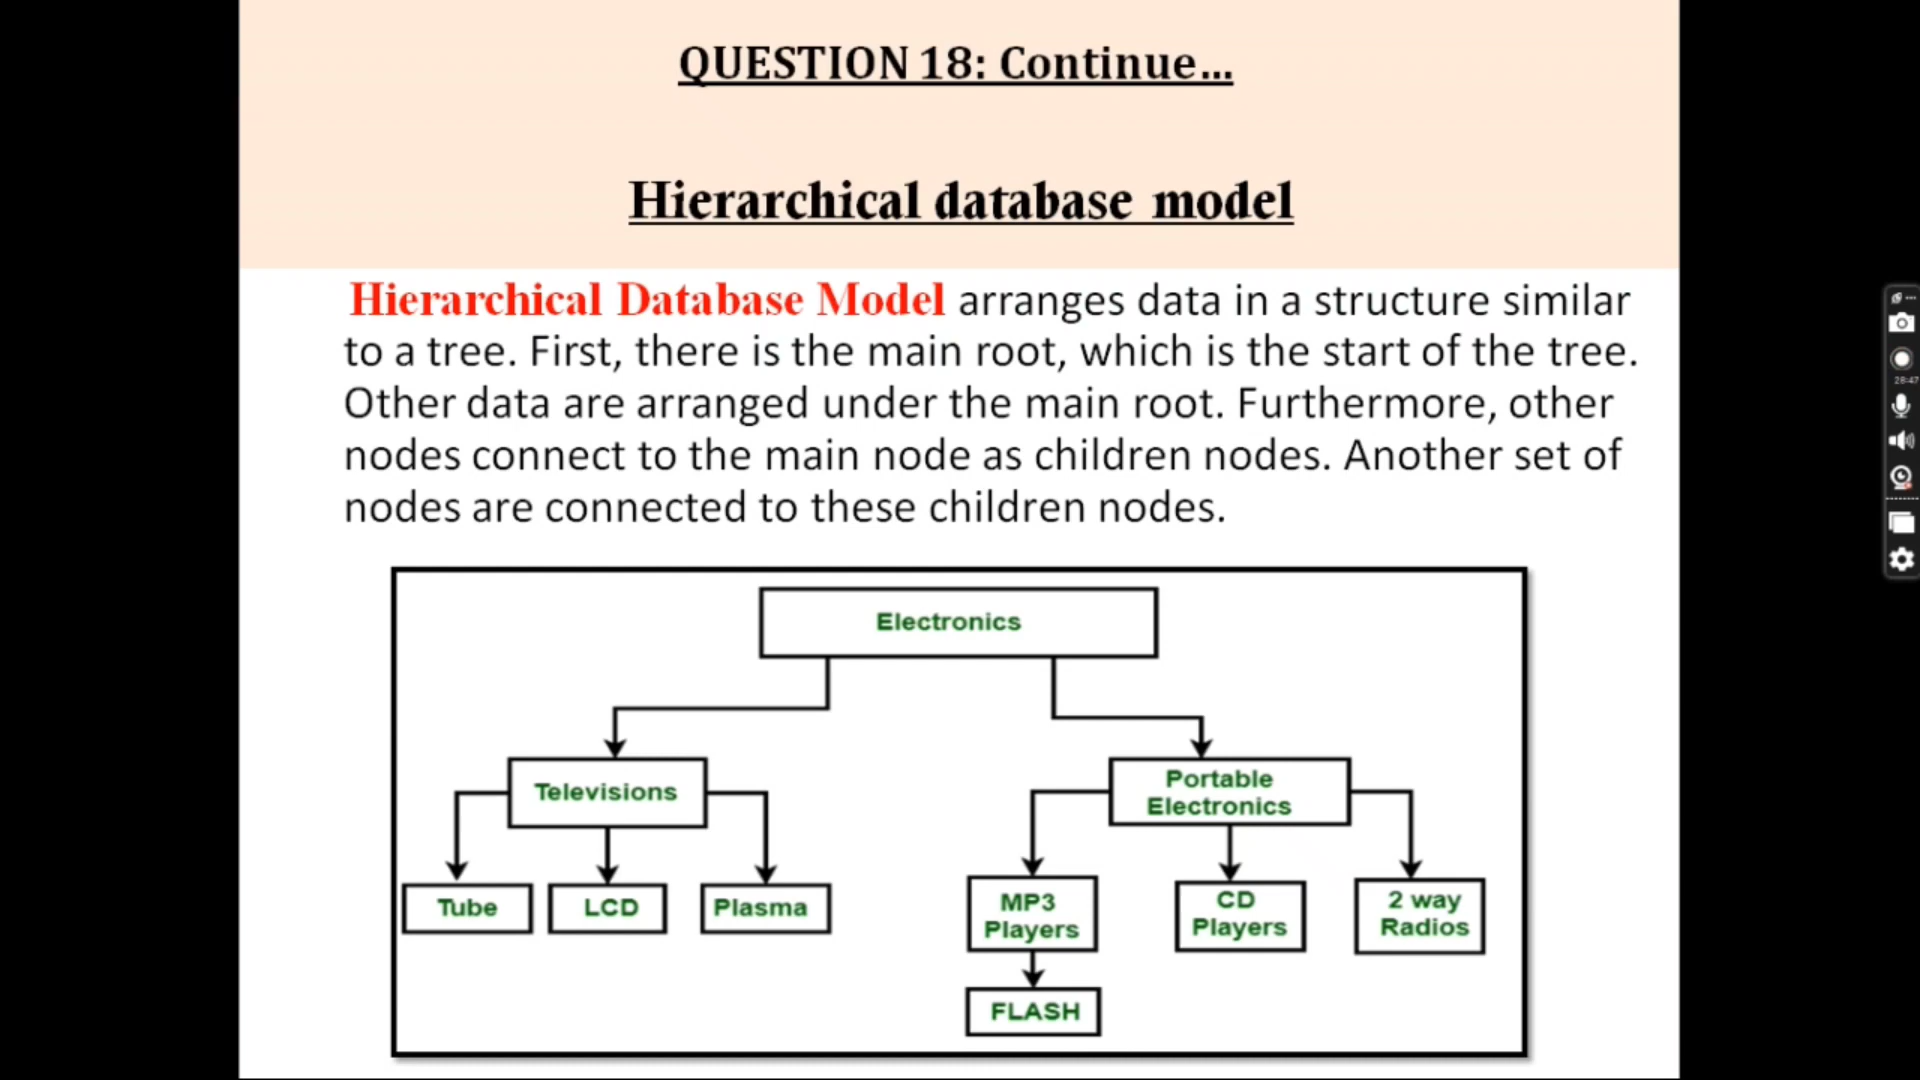 QUESTION 18: Continue...
Hierarchical database model
Hierarchical Database Model arranges data in a structure similar
to a tree. First, there is the main root, which is the start of the tree.
Other data are arranged under the main root. Furthermore, other
nodes connect to the main node as children nodes. Another set of
nodes are connected to these children nodes.
Electronics
Televisions
Portable
Electronics
Tube
LCD
Plasma
MP3
Players
CD
Players
2 way
Radios
FLASH
28:47